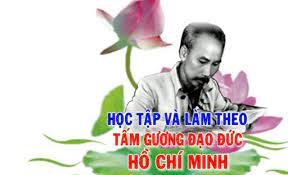 HỌC TẬP VÀ LÀM THEO
TẤM GƯƠNG ĐẠO ĐỨC
HỒ CHÍ MINH